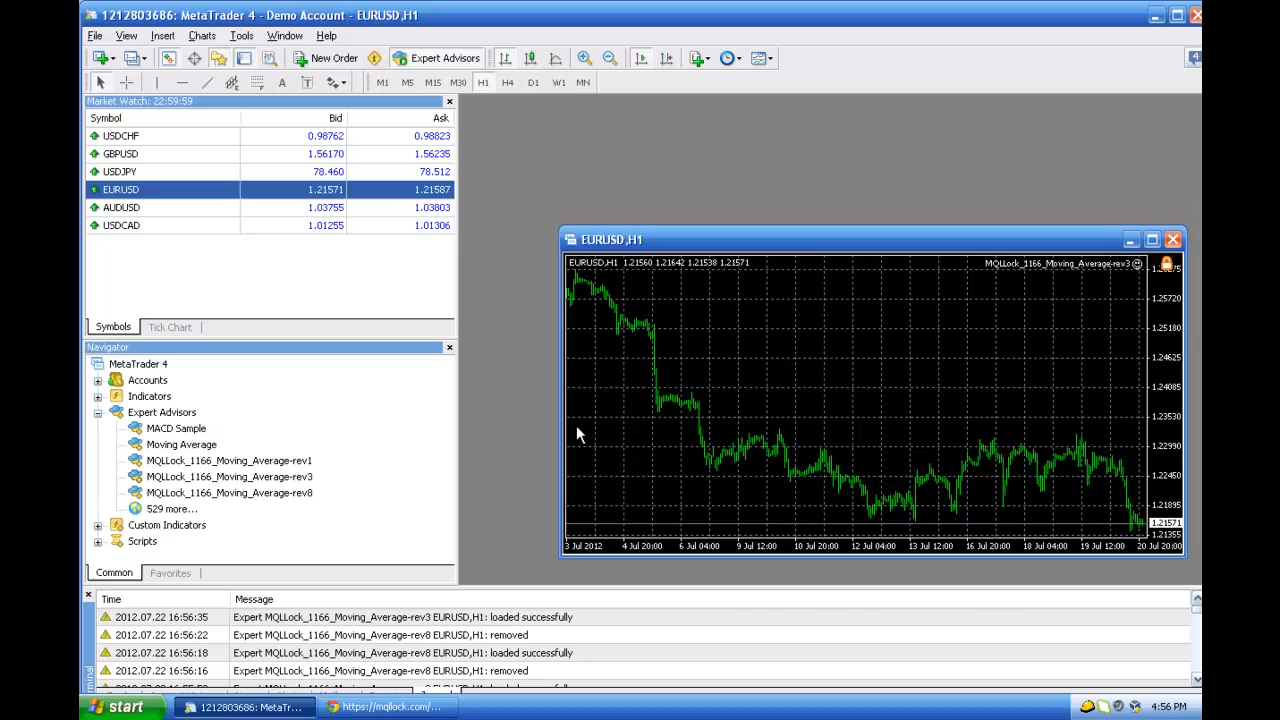 1212803686: MetaTrader 4 - Demo Account - EURUSD,H1
File View Insert Charts Tools Window Help
New Order Expert Advisors 4
A T M1 M5 M15 M30 H1 H4 D1 W1 MN
Market Watch: 22:59:59
Symbol Bid Ask
USDCHF 0.98762 0.98823
GBPUSD 1.56170 1.56235
USDJPY 78.460 78.512
EURUSD 1.21571 1.21587
AUDUSD 1.03755 1.03803
USDCAD 1.01255 1.01306
Symbols Tick Chart
Navigator
MetaTrader 4
Accounts
Indicators
Expert Advisors
MACD Sample
Moving Average
MQLLock_1166_Moving_Average-rev1
MQLLock_1166_Moving_Average-rev3
MQLLock_1166_Moving_Average-rev8
529 more...
Custom Indicators
Scripts
Common Favorites
EURUSD,H1
EURUSD,H1 1.21560 1.21642 1.21538 1.21571 MQLLock_1166_Moving_Average-rev3
1.25720
1.25180
1.24625
1.24085
1.23530
1.22990
1.22450
1.21895
1.21571
1.21355
3 Jul 2012 4 Jul 20:00 6 Jul 04:00 9 Jul 12:00 10 Jul 20:00 12 Jul 04:00 13 Jul 12:00 16 Jul 20:00 18 Jul 04:00 19 Jul 12:00 20 Jul 20:00
Time Message
2012.07.22 16:56:35 Expert MQLLock_1166_Moving_Average-rev3 EURUSD,H1: loaded successfully
2012.07.22 16:56:22 Expert MQLLock_1166_Moving_Average-rev8 EURUSD,H1: removed
2012.07.22 16:56:18 Expert MQLLock_1166_Moving_Average-rev8 EURUSD,H1: loaded successfully
2012.07.22 16:56:16 Expert MQLLock_1166_Moving_Average-rev8 EURUSD,H1: removed
start 1212803686: MetaTr... https://mqllock.com/... 4:56 PM